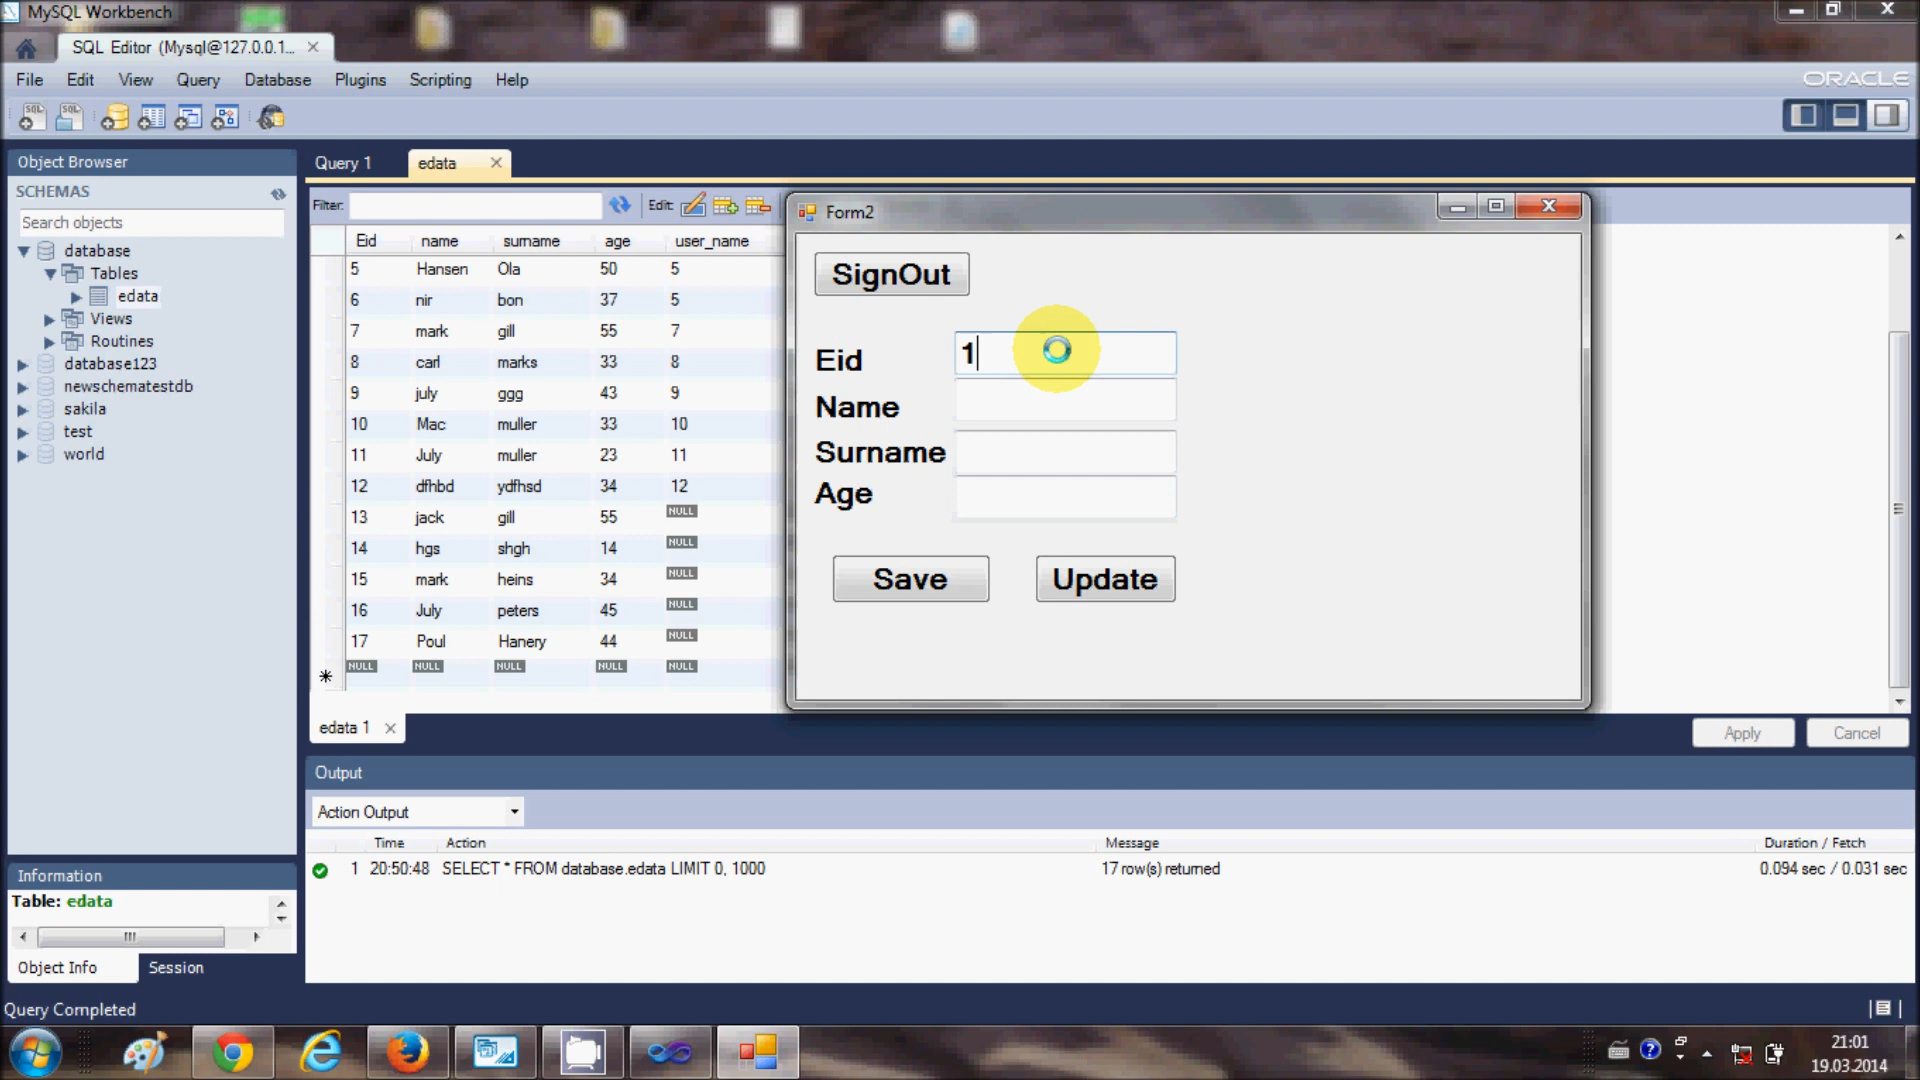 MySQL Workbench
SQL Editor (Mysql@127.0.0.1...
File Edit View Query Database Plugins Scripting Help
ORACLE
Object Browser
SCHEMAS
Search objects
database
Tables
edata
Views
Routines
database123
newschematestdb
sakila
test
world
Information
Table: edata
Object Info Session
Query Completed
Query 1 edata
Filter: Edit:
Eid name surname age user_name
5 Hansen Ola 50 5
6 nir bon 37 5
7 mark gill 55 7
8 carl marks 33 8
9 july ggg 43 9
10 Mac muller 33 10
11 July muller 23 11
12 dfhbd ydfhsd 34 12
13 jack gill 55 NULL
14 hgs shgh 14 NULL
15 mark heins 34 NULL
16 July peters 45 NULL
17 Poul Hanery 44 NULL
* NULL NULL NULL NULL NULL
edata 1
Apply Cancel
Form2
SignOut
Eid 1
Name
Surname
Age
Save Update
Output
Action Output
Time Action Message Duration / Fetch
1 20:50:48 SELECT * FROM database.edata LIMIT 0, 1000 17 row(s) returned 0.094 sec / 0.031 sec
21:01
19.03.2014